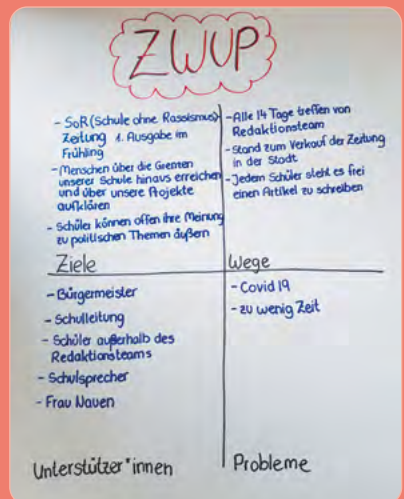 ZWUP
- SoR (Schule ohne Rassismus)
Zeitung 1. Ausgabe im
Frühling
- Menschen über die Grenzen
unserer Schule hinaus erreichen
und über unsere Projekte
aufklären
- Schüler können offen ihre Meinung
zu politischen Themen äußern
Ziele
- Alle 14 Tage treffen von
Redaktionsteam
- Stand zum Verkauf der Zeitung
in der Stadt
- Jedem Schüler steht es frei
einen Artikel zu schreiben
Wege
- Bürgermeister
- Schulleitung
- Schüler außerhalb des
Redaktionsteams
- Schulsprecher
- Frau Nauen
Unterstützer*innen
- Covid 19
- zu wenig Zeit
Probleme